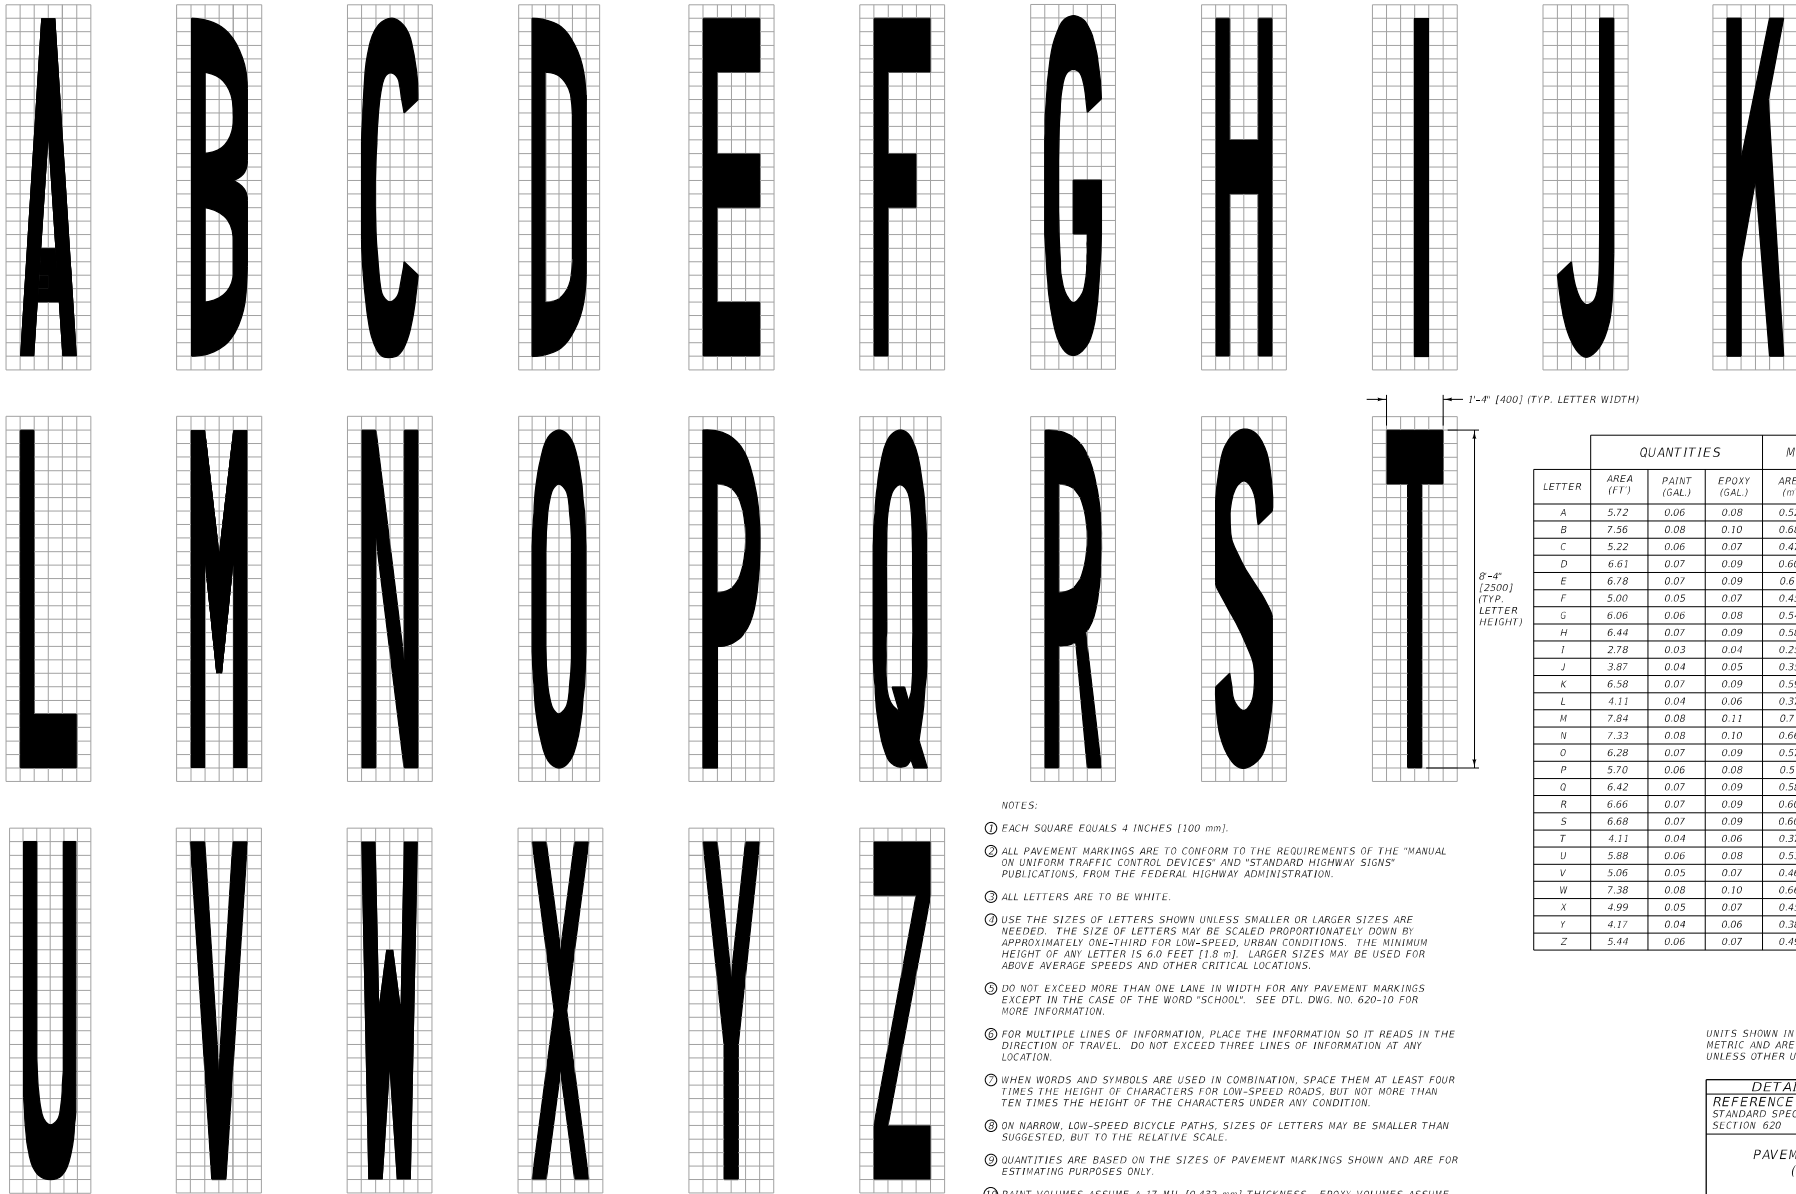 A B C D E F G H I J K
L M N O P Q R S T
U V W X Y Z
1'-4" [400] (TYP. LETTER WIDTH)
8'-4"
[2500]
(TYP.
LETTER
HEIGHT)
QUANTITIES M
LETTER AREA (FT²) PAINT (GAL.) EPOXY (GAL.)
A 5.72 0.06 0.08
B 7.56 0.08 0.10
C 5.22 0.06 0.07
D 6.61 0.07 0.09
E 6.78 0.07 0.09
F 5.00 0.05 0.07
G 6.06 0.06 0.08
H 6.44 0.07 0.09
I 2.78 0.03 0.04
J 3.87 0.04 0.05
K 6.58 0.07 0.09
L 4.11 0.04 0.06
M 7.84 0.08 0.11
N 7.33 0.08 0.10
O 6.28 0.07 0.09
P 5.70 0.06 0.08
Q 6.42 0.07 0.09
R 6.66 0.07 0.09
S 6.68 0.07 0.09
T 4.11 0.04 0.06
U 5.88 0.06 0.08
V 5.06 0.05 0.07
W 7.38 0.08 0.10
X 4.99 0.05 0.07
Y 4.17 0.04 0.06
Z 5.44 0.06 0.07
NOTES:
① EACH SQUARE EQUALS 4 INCHES [100 mm].
② ALL PAVEMENT MARKINGS ARE TO CONFORM TO THE REQUIREMENTS OF THE "MANUAL
ON UNIFORM TRAFFIC CONTROL DEVICES" AND "STANDARD HIGHWAY SIGNS"
PUBLICATIONS, FROM THE FEDERAL HIGHWAY ADMINISTRATION.
③ ALL LETTERS ARE TO BE WHITE.
④ USE THE SIZES OF LETTERS SHOWN UNLESS SMALLER OR LARGER SIZES ARE
NEEDED. THE SIZE OF LETTERS MAY BE SCALED PROPORTIONATELY DOWN BY
APPROXIMATELY ONE-THIRD FOR LOW-SPEED, URBAN CONDITIONS. THE MINIMUM
HEIGHT OF ANY LETTER IS 6.0 FEET [1.8 m]. LARGER SIZES MAY BE USED FOR
ABOVE AVERAGE SPEEDS AND OTHER CRITICAL LOCATIONS.
⑤ DO NOT EXCEED MORE THAN ONE LANE IN WIDTH FOR ANY PAVEMENT MARKINGS
EXCEPT IN THE CASE OF THE WORD "SCHOOL". SEE DTL. DWG. NO. 620-10 FOR
MORE INFORMATION.
⑥ FOR MULTIPLE LINES OF INFORMATION, PLACE THE INFORMATION SO IT READS IN THE
DIRECTION OF TRAVEL. DO NOT EXCEED THREE LINES OF INFORMATION AT ANY
LOCATION.
⑦ WHEN WORDS AND SYMBOLS ARE USED IN COMBINATION, SPACE THEM AT LEAST FOUR
TIMES THE HEIGHT OF CHARACTERS FOR LOW-SPEED ROADS, BUT NOT MORE THAN
TEN TIMES THE HEIGHT OF THE CHARACTERS UNDER ANY CONDITION.
⑧ ON NARROW, LOW-SPEED BICYCLE PATHS, SIZES OF LETTERS MAY BE SMALLER THAN
SUGGESTED, BUT TO THE RELATIVE SCALE.
⑨ QUANTITIES ARE BASED ON THE SIZES OF PAVEMENT MARKINGS SHOWN AND ARE FOR
ESTIMATING PURPOSES ONLY.
⑩ PAINT VOLUMES ASSUME A 17 MIL [0.432 mm] THICKNESS. EPOXY VOLUMES ASSUME
UNITS SHOWN IN
METRIC AND ARE
UNLESS OTHER U
DETAI
REFERENCE
STANDARD SPEC
SECTION 620
PAVEM
(